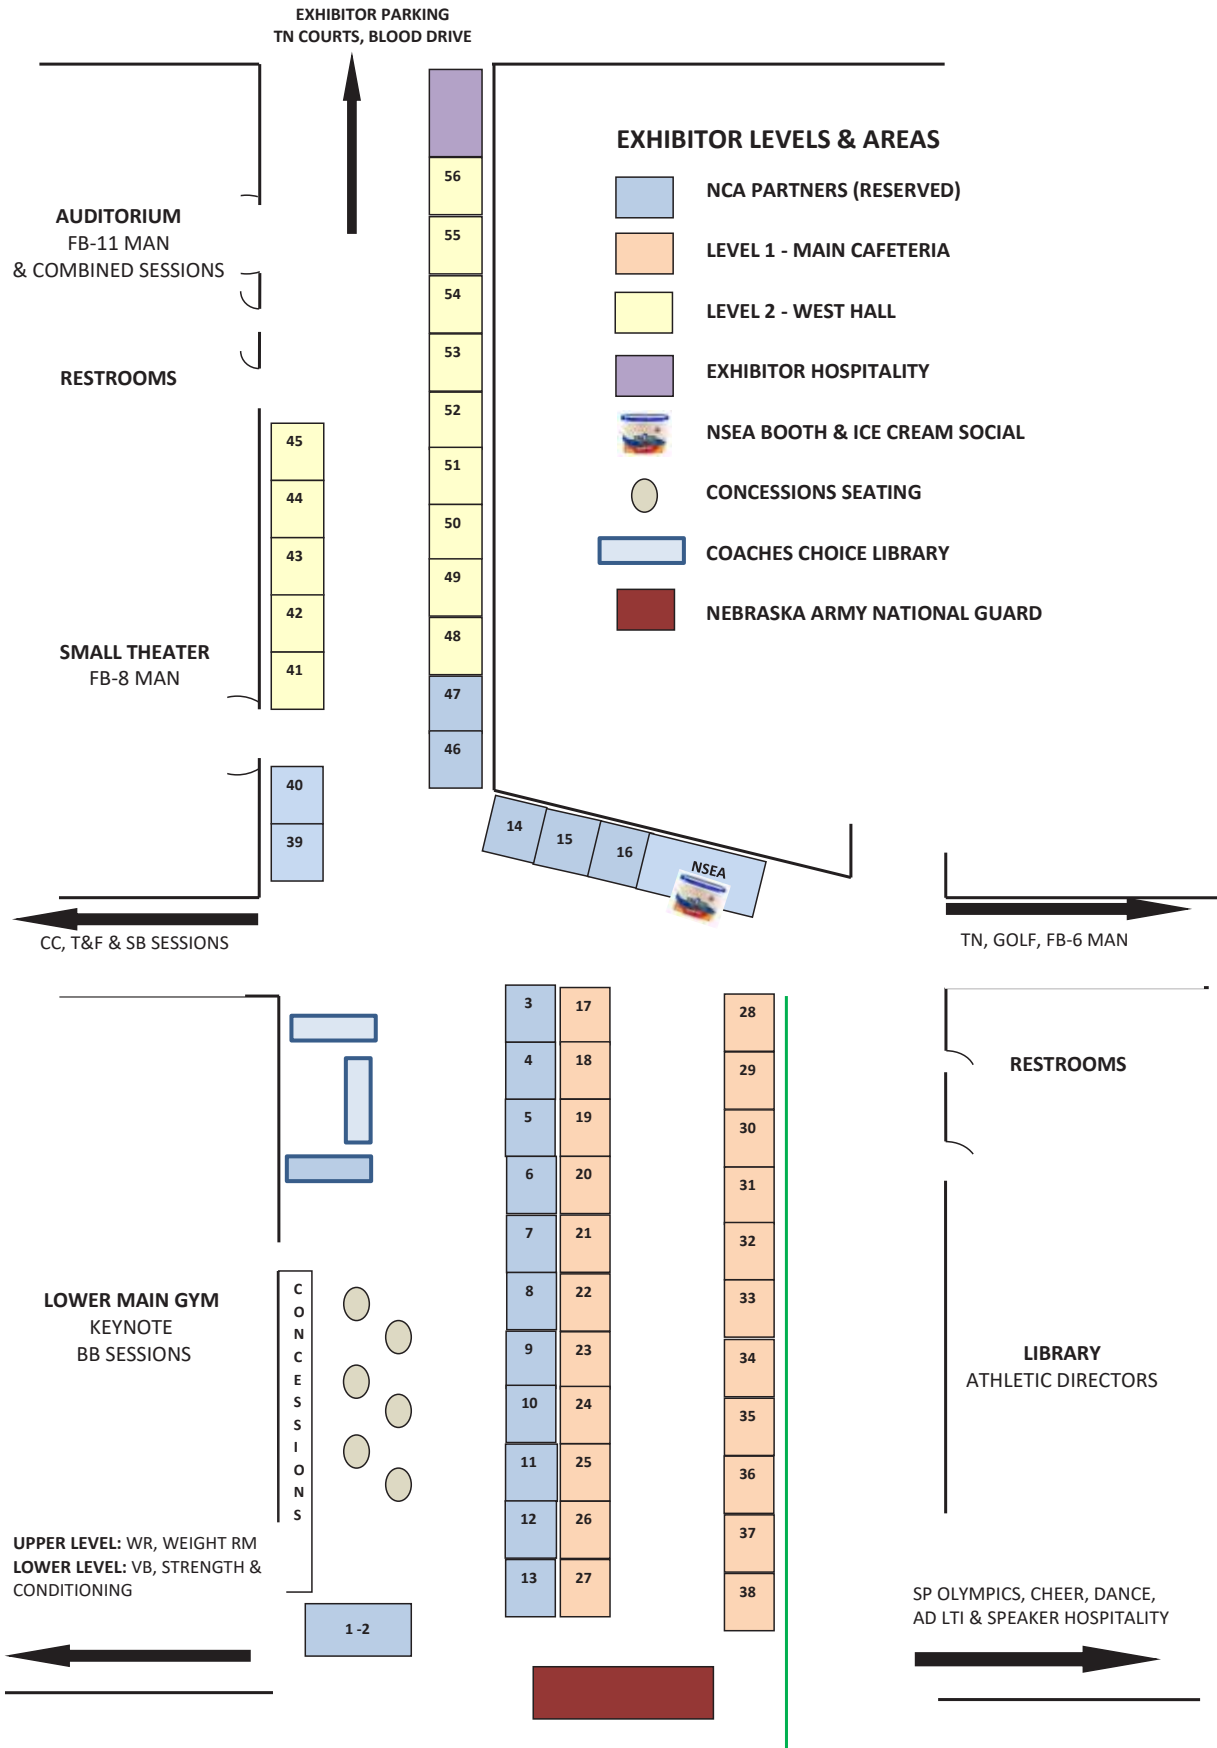 EXHIBITOR PARKING
TN COURTS, BLOOD DRIVE
EXHIBITOR LEVELS & AREAS
NCA PARTNERS (RESERVED)
LEVEL 1 - MAIN CAFETERIA
LEVEL 2 - WEST HALL
EXHIBITOR HOSPITALITY
NSEA BOOTH & ICE CREAM SOCIAL
CONCESSIONS SEATING
COACHES CHOICE LIBRARY
NEBRASKA ARMY NATIONAL GUARD
AUDITORIUM
FB-11 MAN
& COMBINED SESSIONS
RESTROOMS
SMALL THEATER
FB-8 MAN
45
44
43
42
41
40
39
56
55
54
53
52
51
50
49
48
47
46
14
15
16
NSEA
CC, T&F & SB SESSIONS
TN, GOLF, FB-6 MAN
3
4
5
6
7
8
9
10
11
12
13
17
18
19
20
21
22
23
24
25
26
27
28
29
30
31
32
33
34
35
36
37
38
RESTROOMS
LOWER MAIN GYM
KEYNOTE
BB SESSIONS
CONCESSIONS
LIBRARY
ATHLETIC DIRECTORS
UPPER LEVEL: WR, WEIGHT RM
LOWER LEVEL: VB, STRENGTH &
CONDITIONING
1 -2
SP OLYMPICS, CHEER, DANCE,
AD LTI & SPEAKER HOSPITALITY